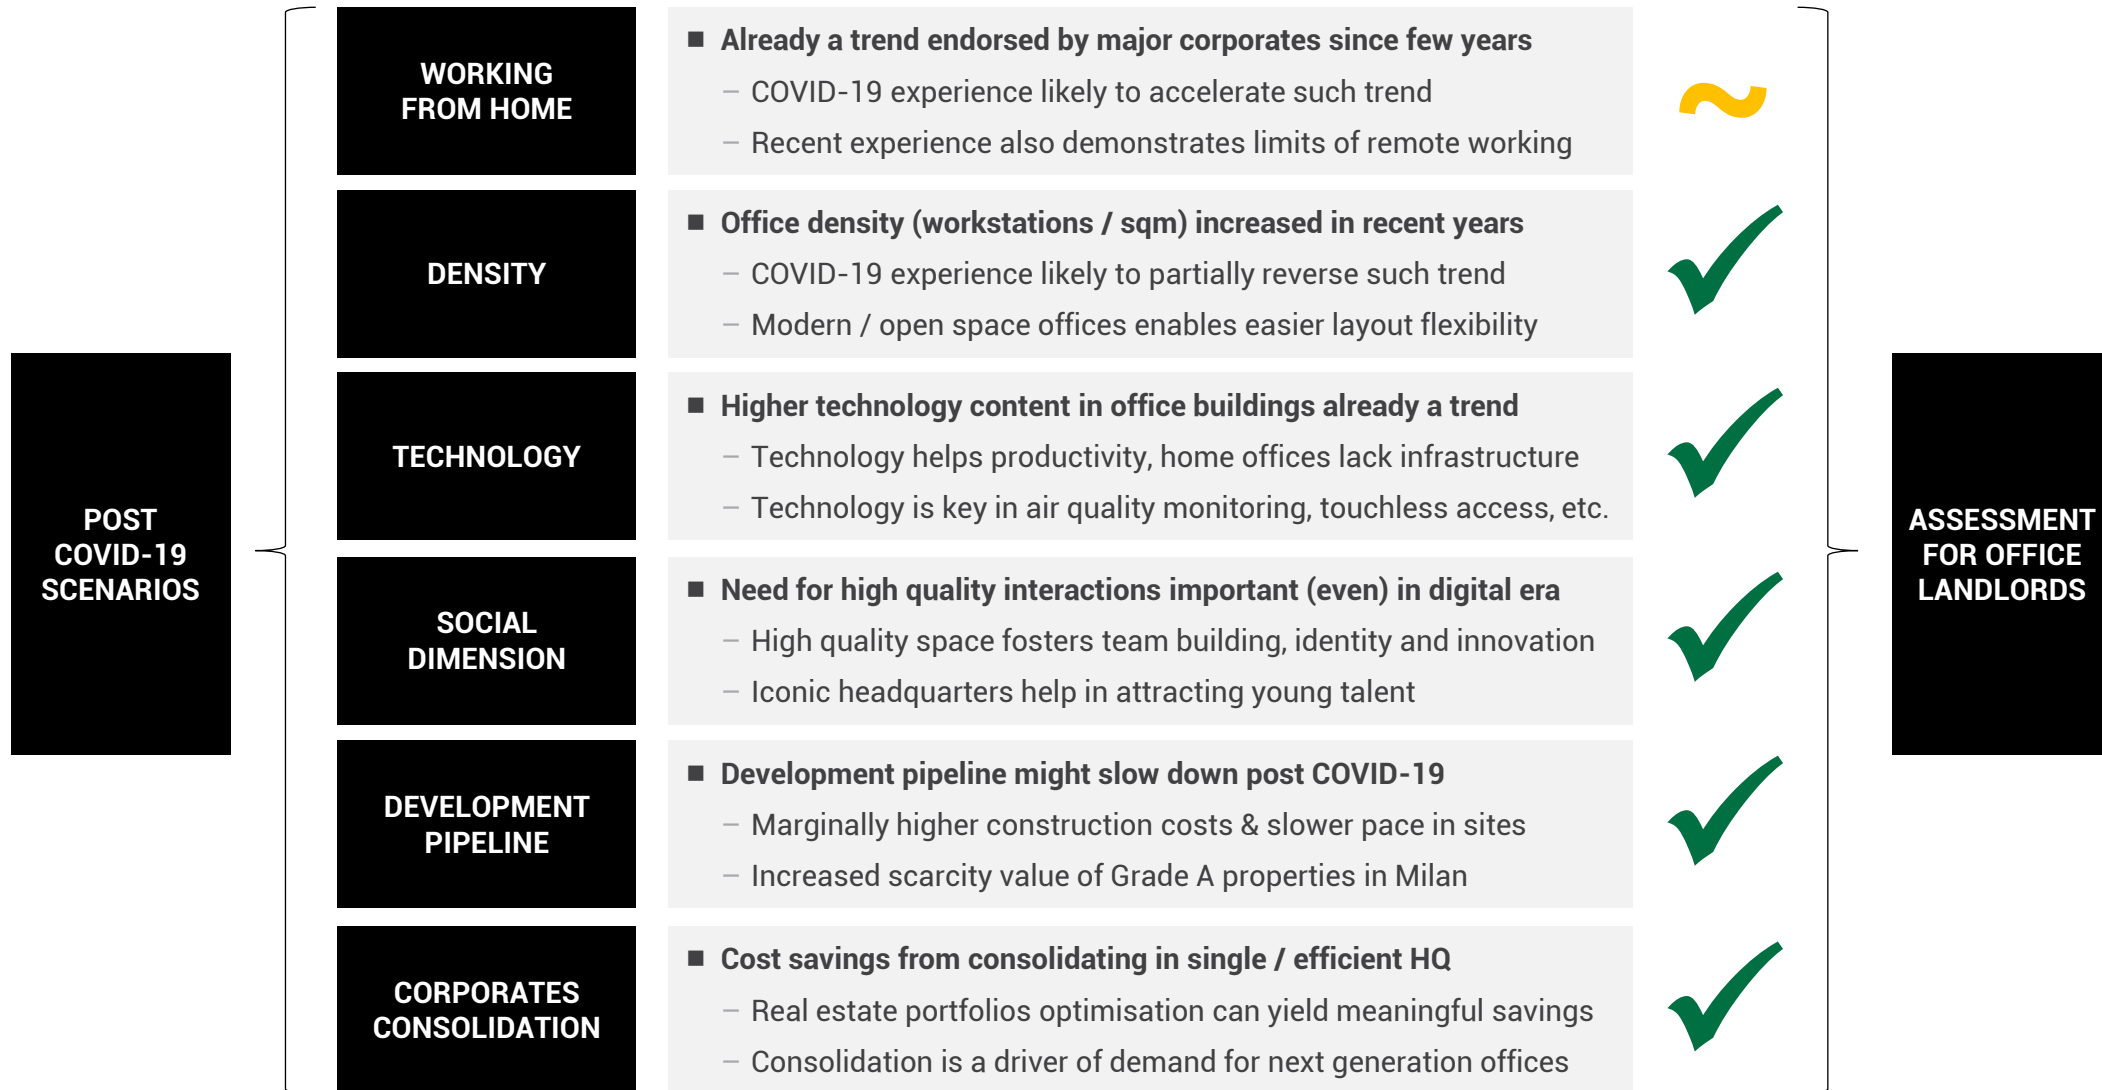 POST
COVID-19
SCENARIOS
WORKING
FROM HOME
■ Already a trend endorsed by major corporates since few years
– COVID-19 experience likely to accelerate such trend
– Recent experience also demonstrates limits of remote working
~
DENSITY
■ Office density (workstations / sqm) increased in recent years
– COVID-19 experience likely to partially reverse such trend
– Modern / open space offices enables easier layout flexibility
✓
TECHNOLOGY
■ Higher technology content in office buildings already a trend
– Technology helps productivity, home offices lack infrastructure
– Technology is key in air quality monitoring, touchless access, etc.
✓
SOCIAL
DIMENSION
■ Need for high quality interactions important (even) in digital era
– High quality space fosters team building, identity and innovation
– Iconic headquarters help in attracting young talent
✓
DEVELOPMENT
PIPELINE
■ Development pipeline might slow down post COVID-19
– Marginally higher construction costs & slower pace in sites
– Increased scarcity value of Grade A properties in Milan
✓
CORPORATES
CONSOLIDATION
■ Cost savings from consolidating in single / efficient HQ
– Real estate portfolios optimisation can yield meaningful savings
– Consolidation is a driver of demand for next generation offices
✓
ASSESSMENT
FOR OFFICE
LANDLORDS